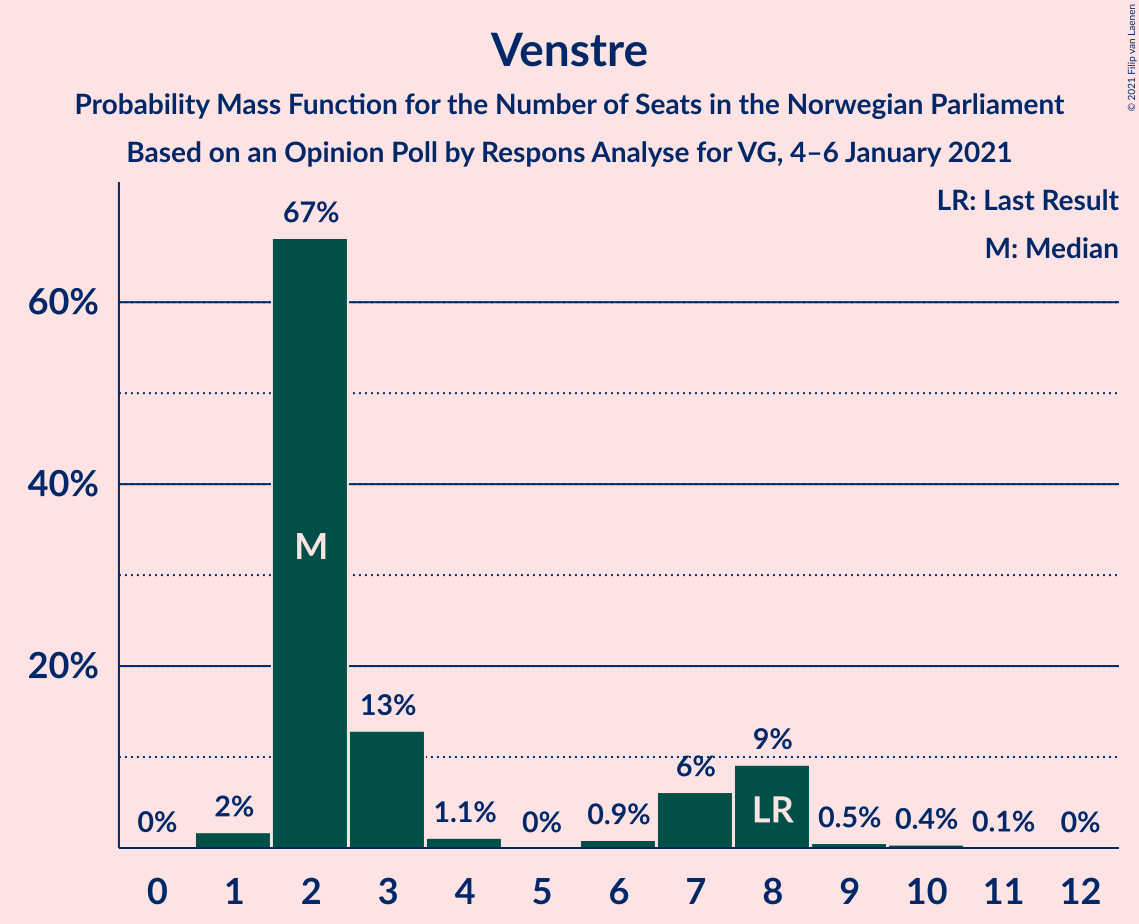 Venstre
Probability Mass Function for the Number of Seats in the Norwegian Parliament
Based on an Opinion Poll by Respons Analyse for VG, 4–6 January 2021
© 2021 Filip van Laenen
LR: Last Result
M: Median
60%
40%
20%
0%
2%
67%
M
13%
1.1%
0%
0.9%
6%
9%
LR
0.5%
0.4%
0.1%
0%
0 1 2 3 4 5 6 7 8 9 10 11 12